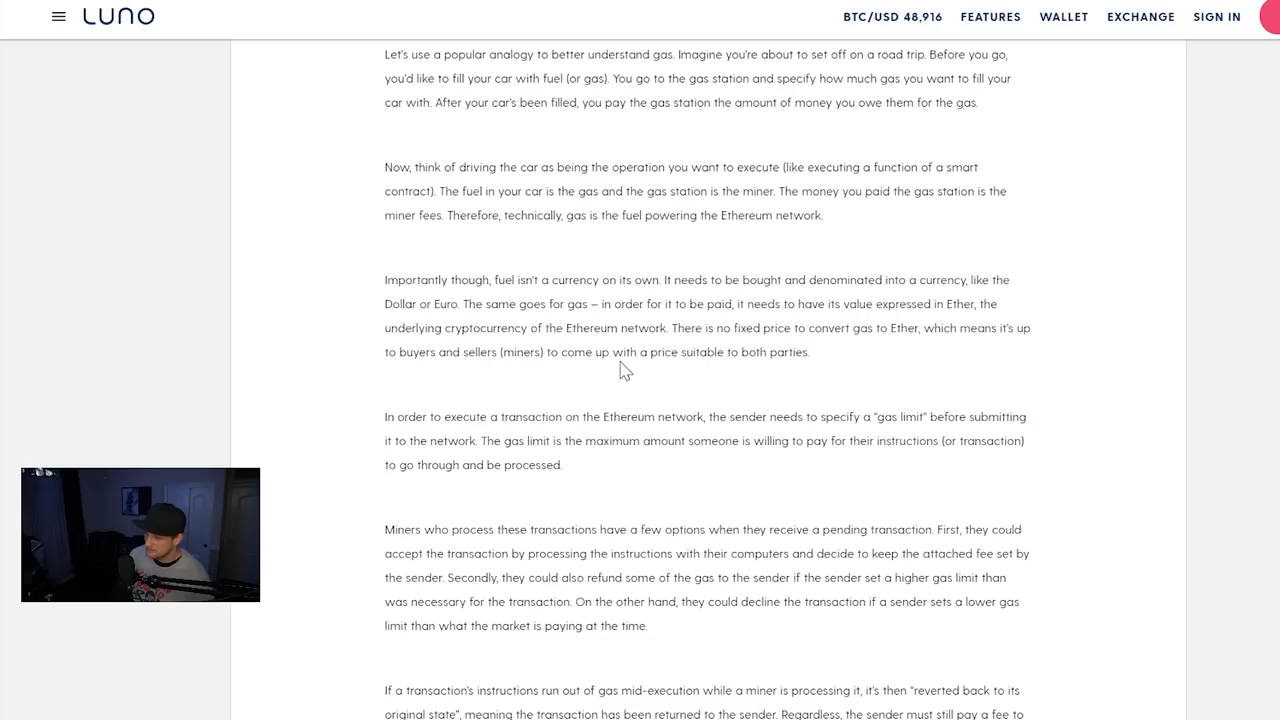 LUNO
BTC/USD 48,916 FEATURES WALLET EXCHANGE SIGN IN
Let's use a popular analogy to better understand gas. Imagine you're about to set off on a road trip. Before you go,
you'd like to fill your car with fuel (or gas). You go to the gas station and specify how much gas you want to fill your
car with. After your car's been filled, you pay the gas station the amount of money you owe them for the gas.
Now, think of driving the car as being the operation you want to execute (like executing a function of a smart
contract). The fuel in your car is the gas and the gas station is the miner. The money you paid the gas station is the
miner fees. Therefore, technically, gas is the fuel powering the Ethereum network.
Importantly though, fuel isn't a currency on its own. It needs to be bought and denominated into a currency, like the
Dollar or Euro. The same goes for gas – in order for it to be paid, it needs to have its value expressed in Ether, the
underlying cryptocurrency of the Ethereum network. There is no fixed price to convert gas to Ether, which means it's up
to buyers and sellers (miners) to come up with a price suitable to both parties.
In order to execute a transaction on the Ethereum network, the sender needs to specify a “gas limit” before submitting
it to the network. The gas limit is the maximum amount someone is willing to pay for their instructions (or transaction)
to go through and be processed.
Miners who process these transactions have a few options when they receive a pending transaction. First, they could
accept the transaction by processing the instructions with their computers and decide to keep the attached fee set by
the sender. Secondly, they could also refund some of the gas to the sender if the sender set a higher gas limit than
was necessary for the transaction. On the other hand, they could decline the transaction if a sender sets a lower gas
limit than what the market is paying at the time.
If a transaction's instructions run out of gas mid-execution while a miner is processing it, it's then “reverted back to its
original state”, meaning the transaction has been returned to the sender. Regardless, the sender must still pay a fee to